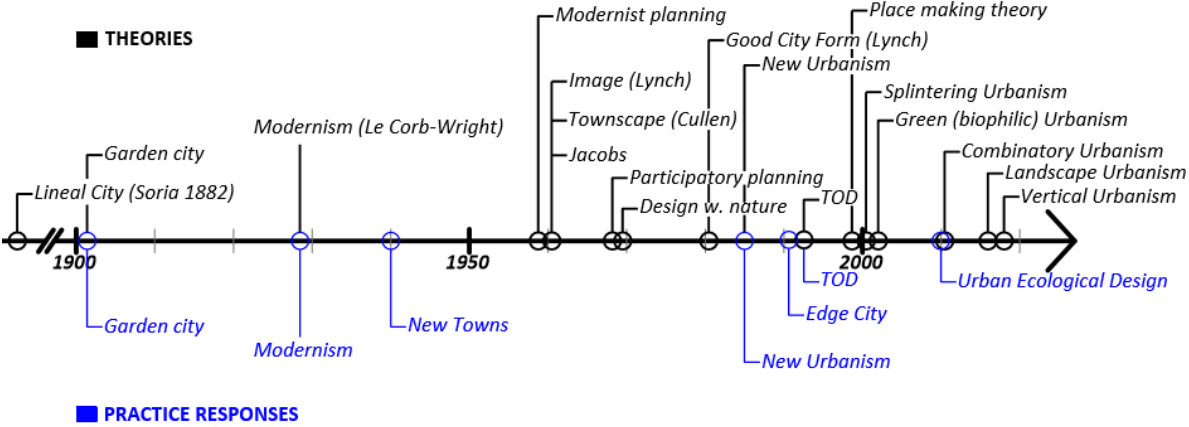 THEORIES
Modernist planning
Place making theory
Good City Form (Lynch)
New Urbanism
Image (Lynch)
Splintering Urbanism
Townscape (Cullen)
Green (biophilic) Urbanism
Modernism (Le Corb-Wright)
Garden city
Jacobs
Combinatory Urbanism
Landscape Urbanism
Participatory planning
Lineal City (Soria 1882)
TOD
Vertical Urbanism
Design w. nature
1900
1950
2000
TOD
Urban Ecological Design
Edge City
Garden city
New Towns
Modernism
New Urbanism
PRACTICE RESPONSES